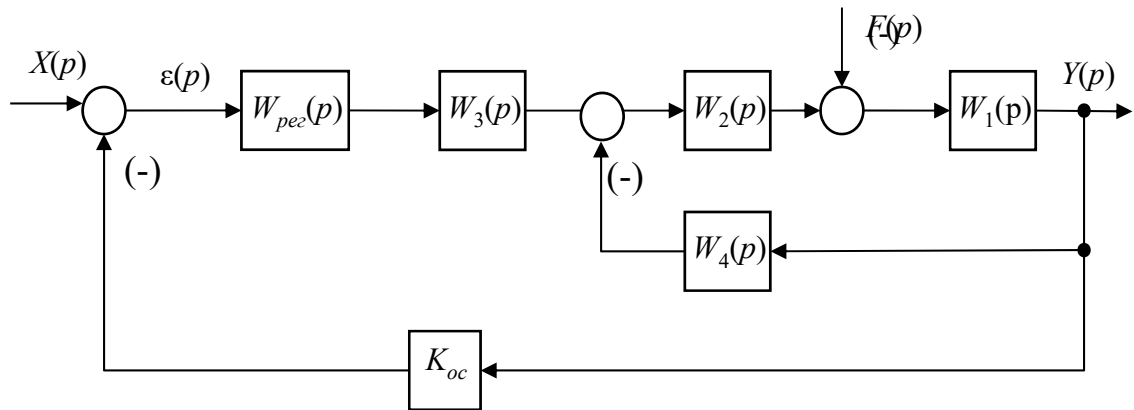 X(p)
ε(p)
W_рег(p)
W_3(p)
W_2(p)
F(p)
(-)
W_1(p)
Y(p)
(-)
(-)
W_4(p)
K_oc